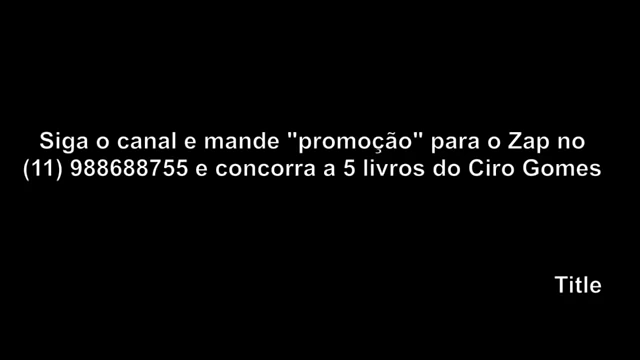 Siga o canal e mande "promoção" para o Zap no
(11) 988688755 e concorra a 5 livros do Ciro Gomes
Title